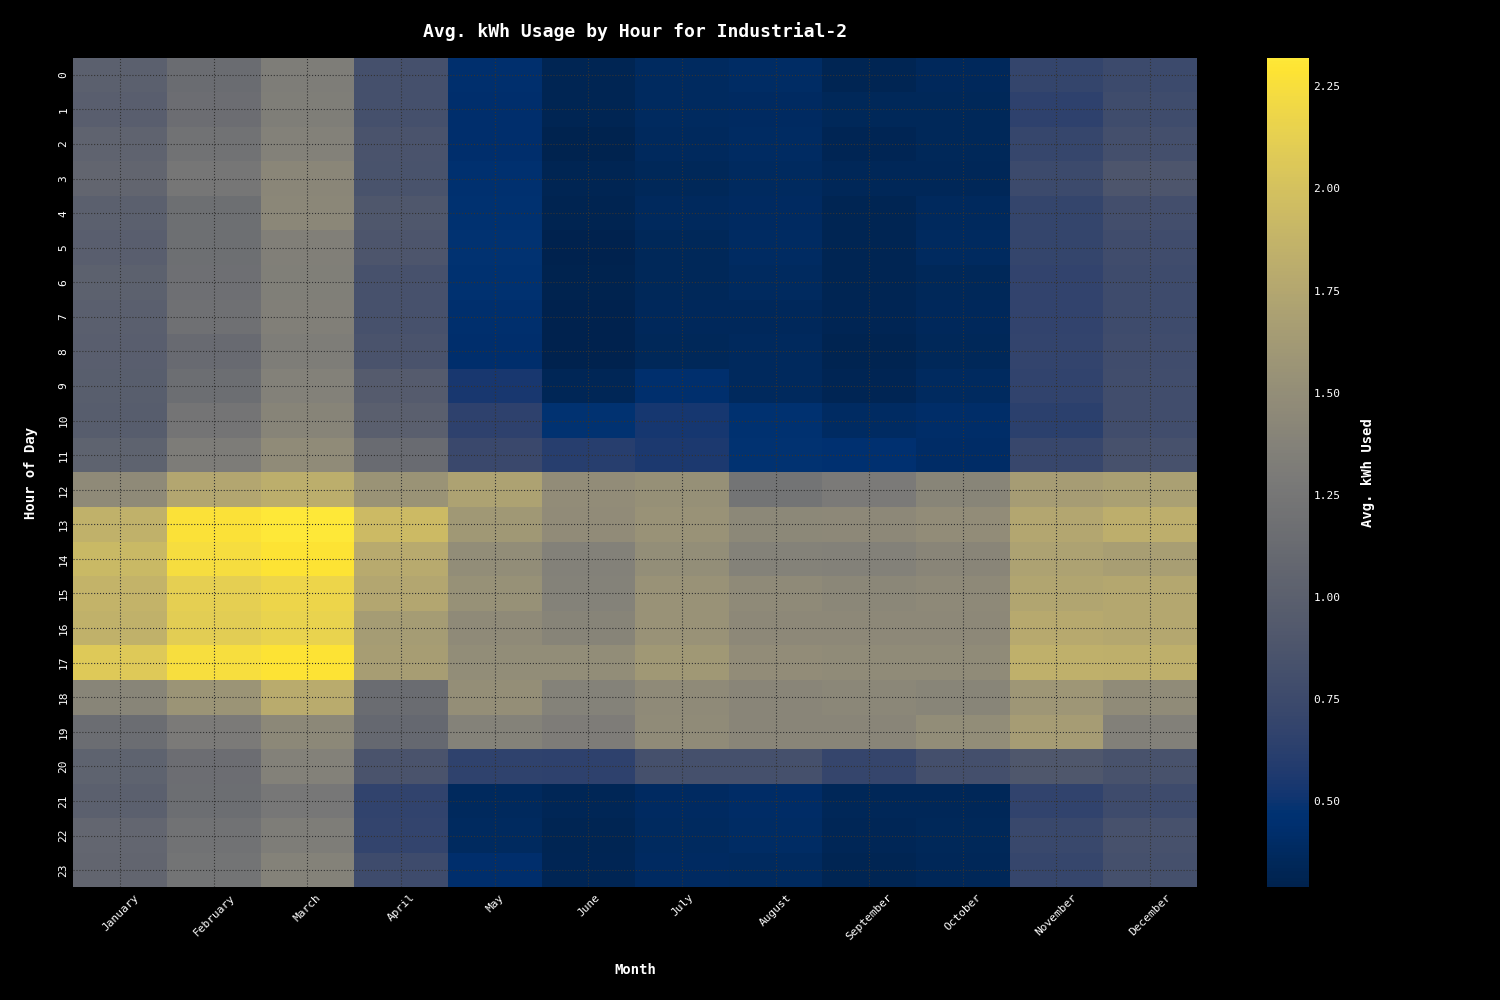 Avg. kWh Usage by Hour for Industrial-2
Hour of Day
0
1
2
3
4
5
6
7
8
9
10
11
12
13
14
15
16
17
18
19
20
21
22
23
January
February
March
April
May
June
July
August
September
October
November
December
Month
2.25
2.00
1.75
1.50
1.25
1.00
0.75
0.50
Avg. kWh Used